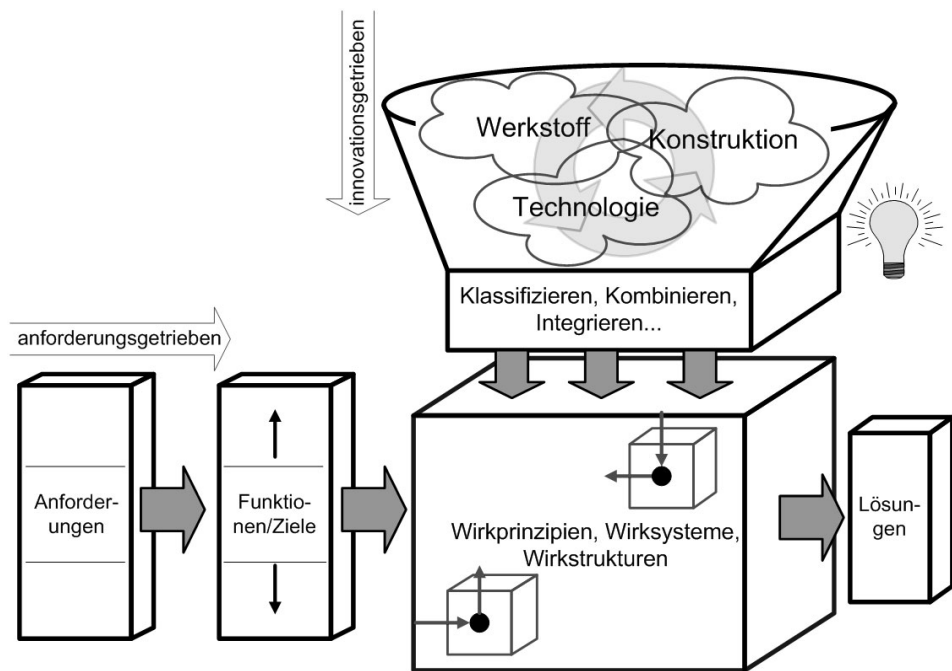 innovationsgetrieben
Werkstoff
Konstruktion
Technologie
Klassifizieren, Kombinieren,
Integrieren...
anforderungsgetrieben
Anforder-
ungen
Funktio-
nen/Ziele
Wirkprinzipien, Wirksysteme,
Wirkstrukturen
Lösun-
gen